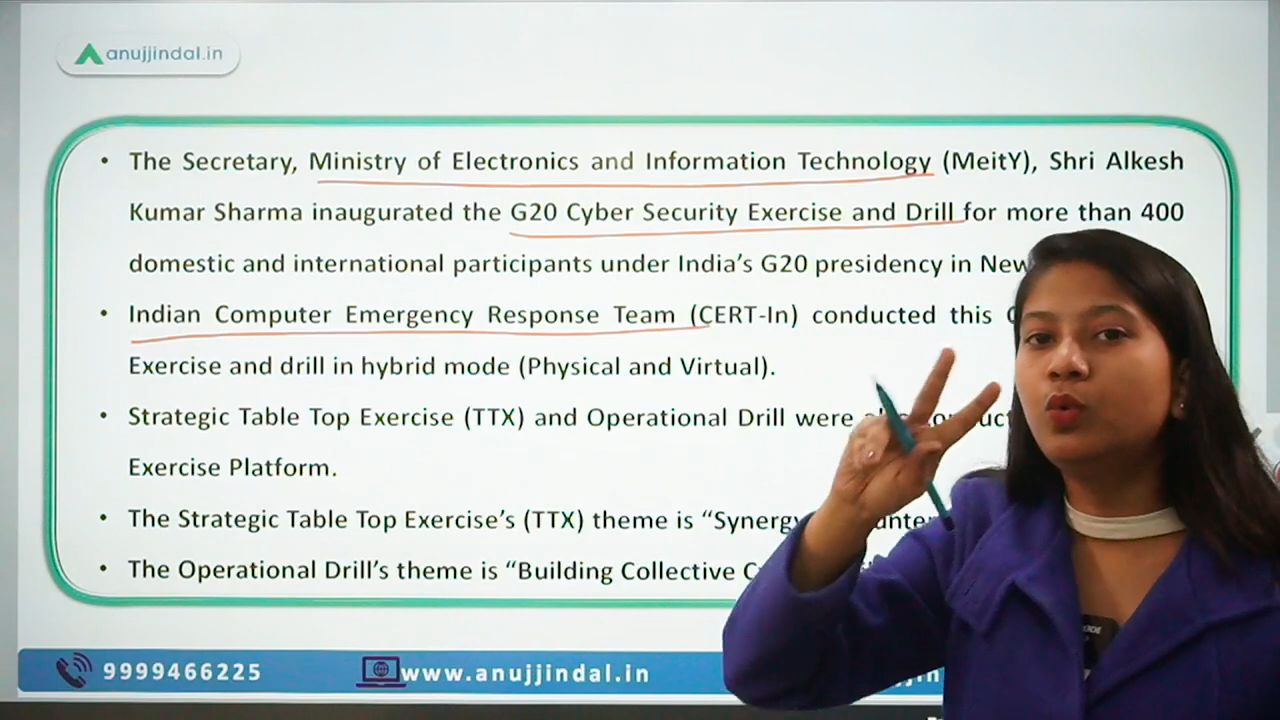 anujjindal.in
• The Secretary, Ministry of Electronics and Information Technology (MeitY), Shri Alkesh
Kumar Sharma inaugurated the G20 Cyber Security Exercise and Drill for more than 400
domestic and international participants under India's G20 presidency in New
• Indian Computer Emergency Response Team (CERT-In) conducted this
Exercise and drill in hybrid mode (Physical and Virtual).
• Strategic Table Top Exercise (TTX) and Operational Drill were
Exercise Platform.
• The Strategic Table Top Exercise's (TTX) theme is “Synergy
• The Operational Drill's theme is “Building Collective
9999466225 www.anujjindal.in